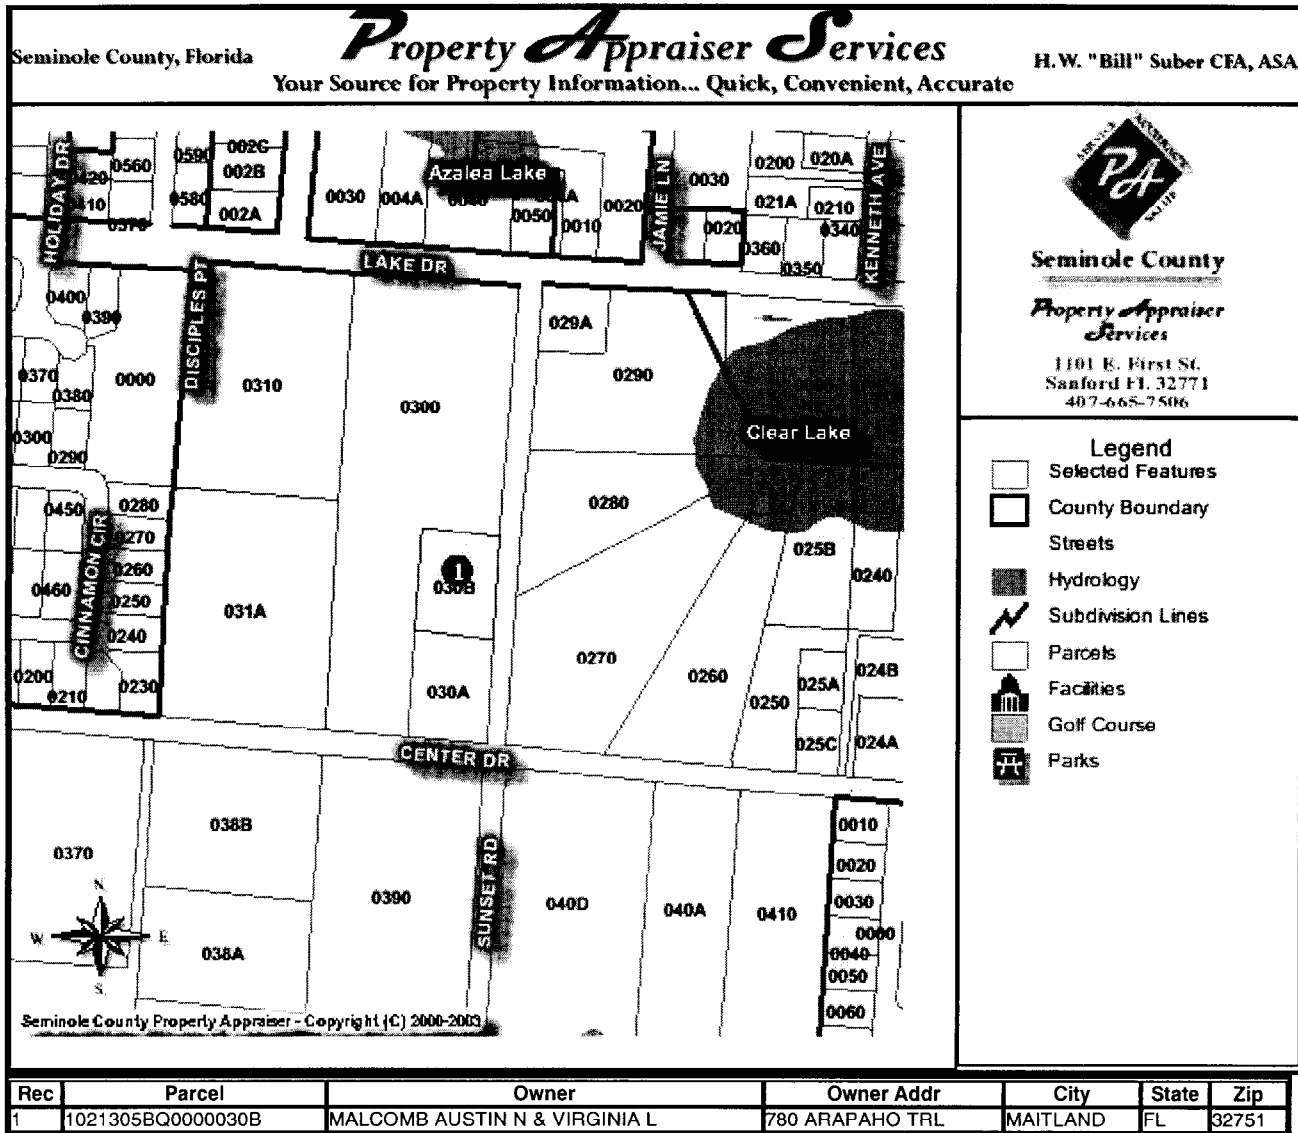 Seminole County, Florida
Property Appraiser Services
Your Source for Property Information... Quick, Convenient, Accurate
H.W. "Bill" Suber CFA, ASA
HOLIDAY DR
0420
0410
0560
0570
0590
0580
002C
002B
002A
0030
004A
Azalea Lake
0050
0010
0020
JAMIE LN
0030
0020
0200
020A
021A
0210
0340
0360
0350
KENNETH AVE
LAKE DR
DISCIPLES PT
0400
0390
0370
0380
0300
0290
0000
0310
0300
029A
0290
Clear Lake
0450
0280
0270
0260
0250
0240
0230
0460
0200
0210
CINNAMON CIR
031A
1
030B
030A
0280
0270
0260
0250
025B
0240
025A
025C
024B
024A
CENTER DR
SUNSET RD
0370
038B
038A
0390
040D
040A
0410
0010
0020
0030
0000
0040
0050
0060
N
W
E
S
Seminole County Property Appraiser - Copyright (C) 2000-2003
SERVICE
ACCURACY
PA
Seminole County
Property Appraiser
Services
1101 E. First St.
Sanford Fl. 32771
407-665-7506
Legend
Selected Features
County Boundary
Streets
Hydrology
Subdivision Lines
Parcels
Facilities
Golf Course
Parks
Rec Parcel Owner Owner Addr City State Zip
1 1021305BQ0000030B MALCOMB AUSTIN N & VIRGINIA L 780 ARAPAHO TRL MAITLAND FL 32751